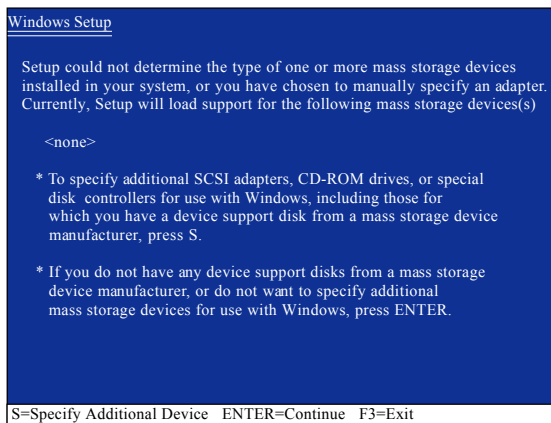 Windows Setup
Setup could not determine the type of one or more mass storage devices
installed in your system, or you have chosen to manually specify an adapter.
Currently, Setup will load support for the following mass storage devices(s)
<none>
* To specify additional SCSI adapters, CD-ROM drives, or special
disk controllers for use with Windows, including those for
which you have a device support disk from a mass storage device
manufacturer, press S.
* If you do not have any device support disks from a mass storage
device manufacturer, or do not want to specify additional
mass storage devices for use with Windows, press ENTER.
S=Specify Additional Device ENTER=Continue F3=Exit